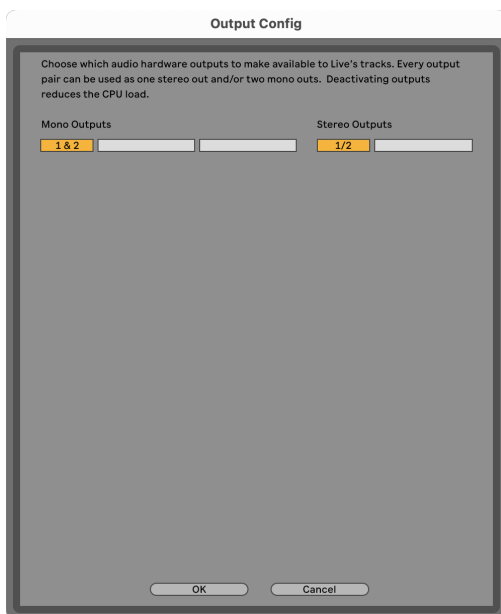 Output Config
Choose which audio hardware outputs to make available to Live's tracks. Every output
pair can be used as one stereo out and/or two mono outs.  Deactivating outputs
reduces the CPU load.
Mono Outputs
Stereo Outputs
1 & 2
1/2
OK
Cancel